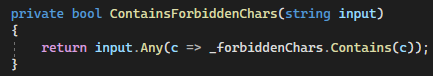 private bool ContainsForbiddenChars(string input)
{
    return input.Any(c => _forbiddenChars.Contains(c));
}